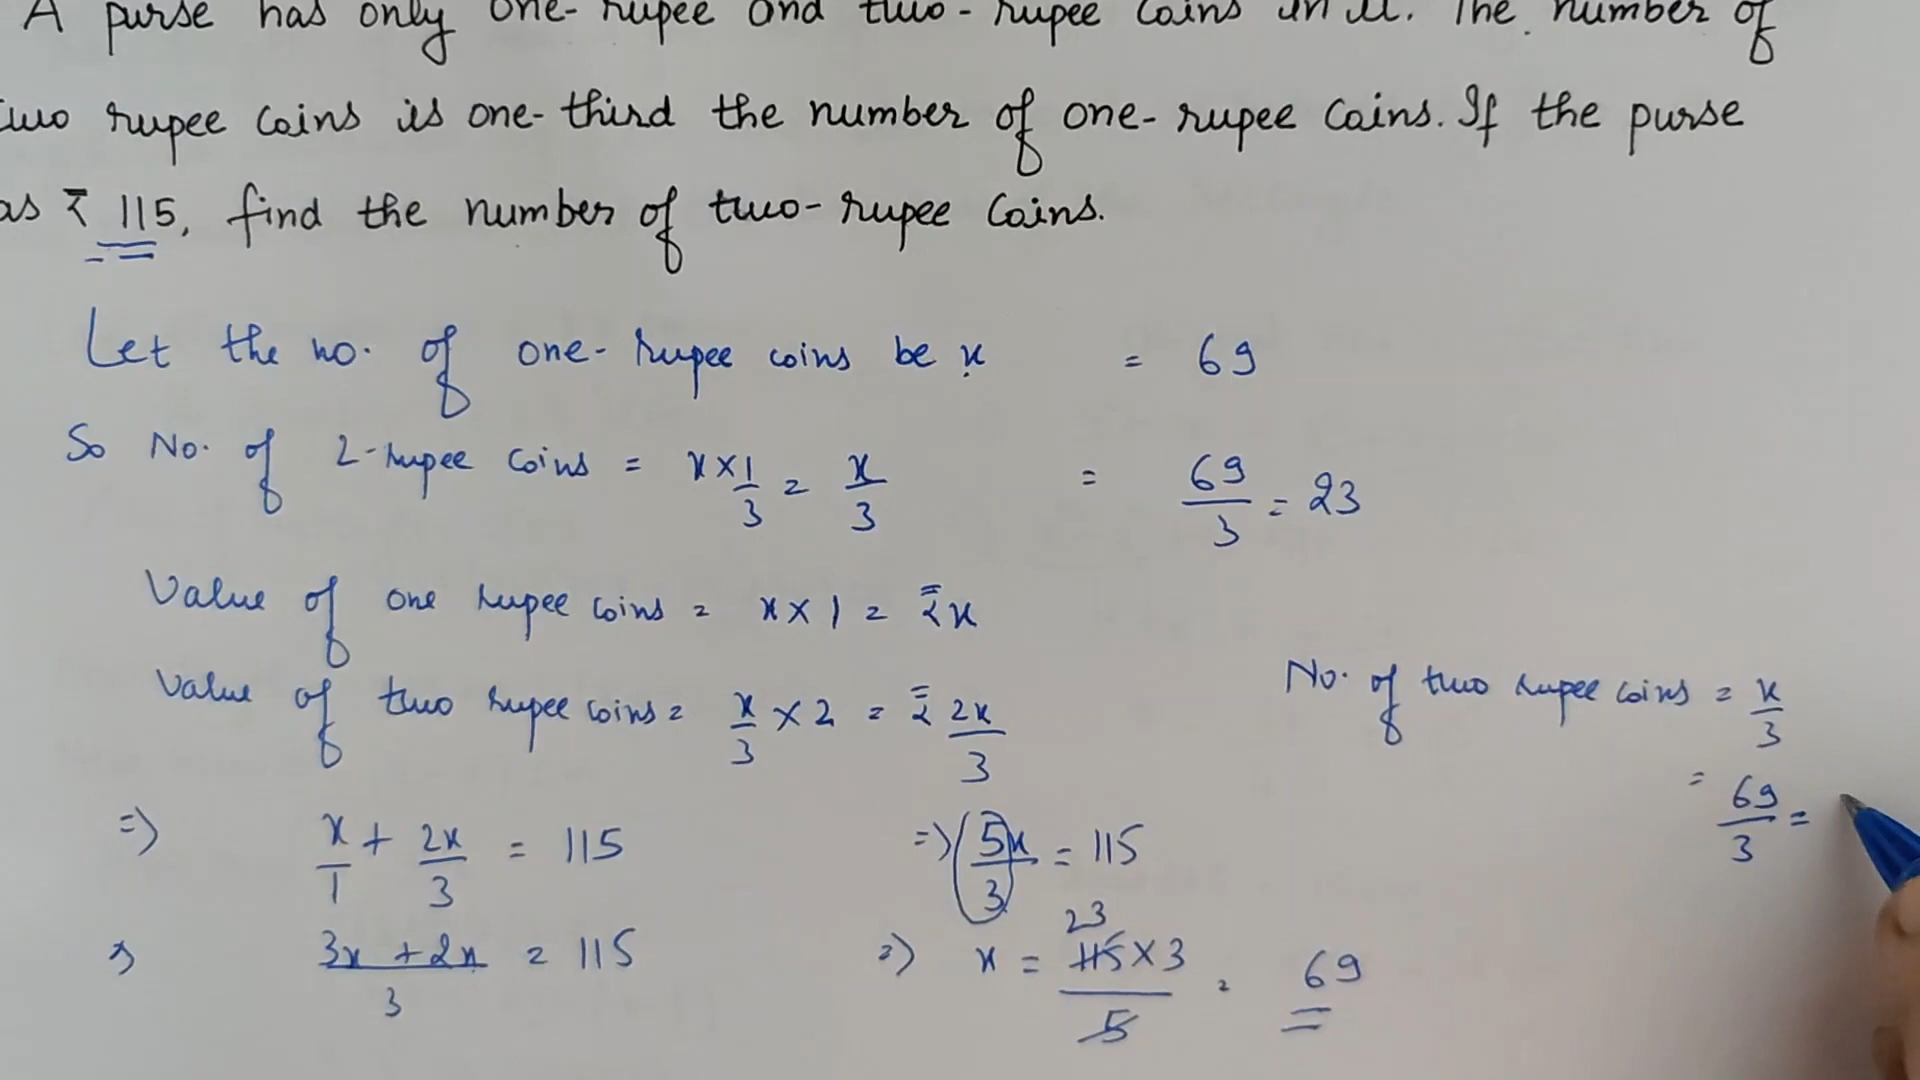 A purse has only one-rupee and two-rupee coins in it. The number of
two rupee coins is one-third the number of one-rupee coins. If the purse
as ₹ 115, find the number of two-rupee coins.
Let the no. of one-rupee coins be x = 69
So No. of 2-rupee coins = x×1/3 = x/3 = 69/3 = 23
Value of one rupee coins = x×1 = ₹x
Value of two rupee coins = x/3 ×2 = ₹ 2x/3
No. of two rupee coins = x/3
= 69/3 =
=> x/1 + 2x/3 = 115 => 5x/3 = 115
=> 3x+2x/3 = 115 => x = 23 115×3/5 = 69